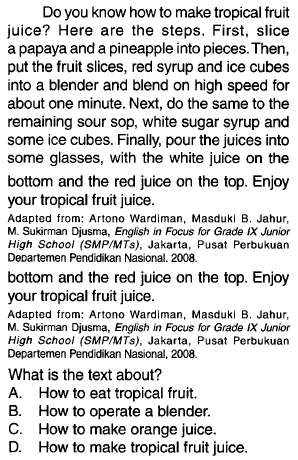 Do you know how to make tropical fruit
juice? Here are the steps. First, slice
a papaya and a pineapple into pieces. Then,
put the fruit slices, red syrup and ice cubes
into a blender and blend on high speed for
about one minute. Next, do the same to the
remaining sour sop, white sugar syrup and
some ice cubes. Finally, pour the juices into
some glasses, with the white juice on the
bottom and the red juice on the top. Enjoy
your tropical fruit juice.
Adapted from: Artono Wardiman, Masduki B. Jahur,
M. Sukirman Djusma, English in Focus for Grade IX Junior
High School (SMP/MTs), Jakarta, Pusat Perbukuan
Departemen Pendidikan Nasional. 2008.
bottom and the red juice on the top. Enjoy
your tropical fruit juice.
Adapted from: Artono Wardiman, Masduki B. Jahur,
M. Sukirman Djusma, English in Focus for Grade IX Junior
High School (SMP/MTs), Jakarta, Pusat Perbukuan
Departemen Pendidikan Nasional, 2008.
What is the text about?
A. How to eat tropical fruit.
B. How to operate a blender.
C. How to make orange juice.
D. How to make tropical fruit juice.